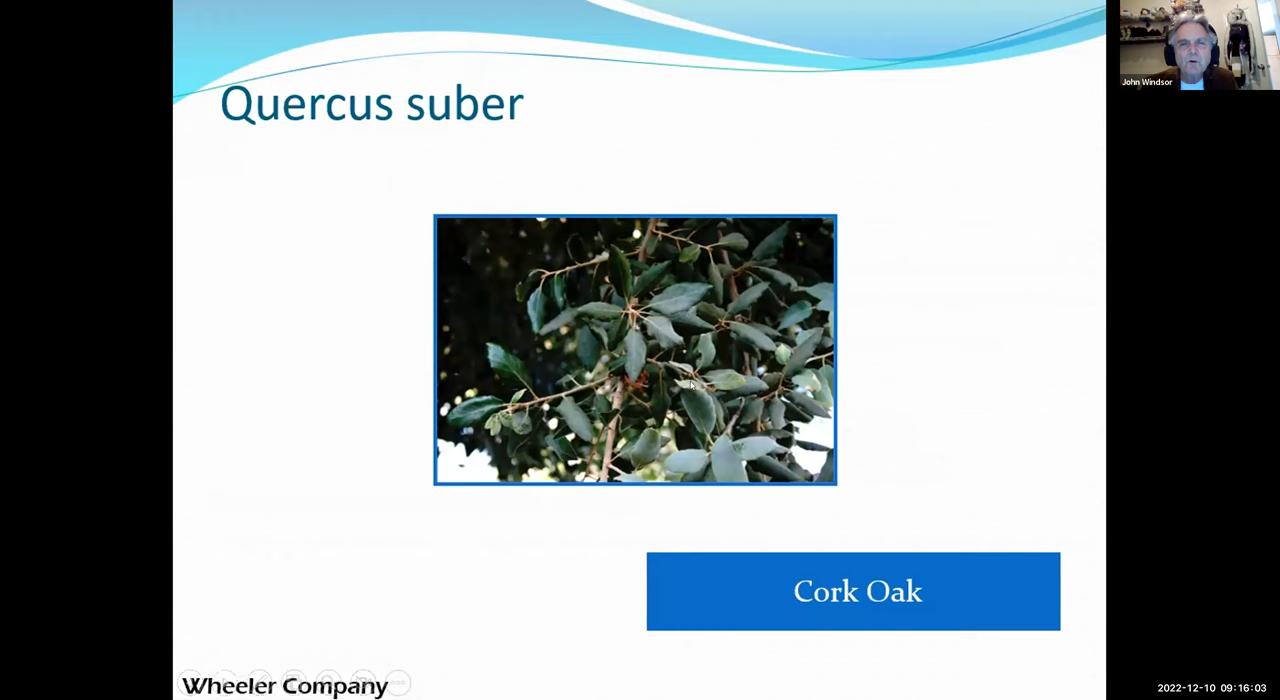 Quercus suber
John Windsor
Cork Oak
Wheeler Company
2022-12-10 09:16:03